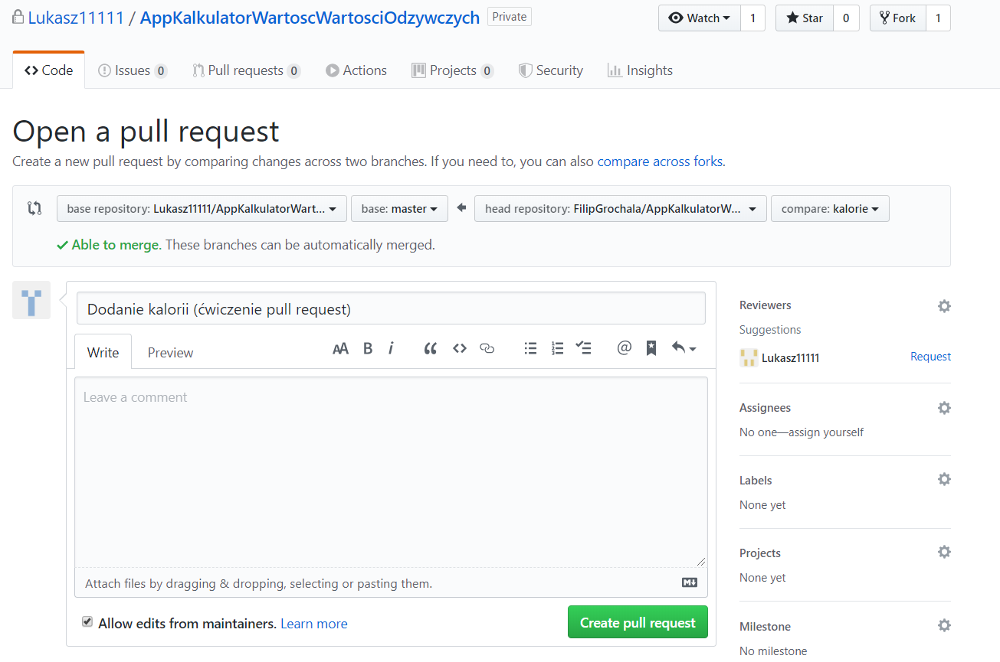 Lukasz11111 / AppKalkulatorWartoscWartosciOdzywczych Private Watch 1 Star 0 Fork 1
Code Issues 0 Pull requests 0 Actions Projects 0 Security Insights
Open a pull request
Create a new pull request by comparing changes across two branches. If you need to, you can also compare across forks.
base repository: Lukasz11111/AppKalkulatorWart... base: master head repository: FilipGrochala/AppKalkulatorW... compare: kalorie
Able to merge. These branches can be automatically merged.
Dodanie kalorii (ćwiczenie pull request)
Write Preview
Leave a comment
Attach files by dragging & dropping, selecting or pasting them.
Allow edits from maintainers. Learn more
Create pull request
Reviewers
Suggestions
Lukasz11111 Request
Assignees
No one—assign yourself
Labels
None yet
Projects
None yet
Milestone
No milestone